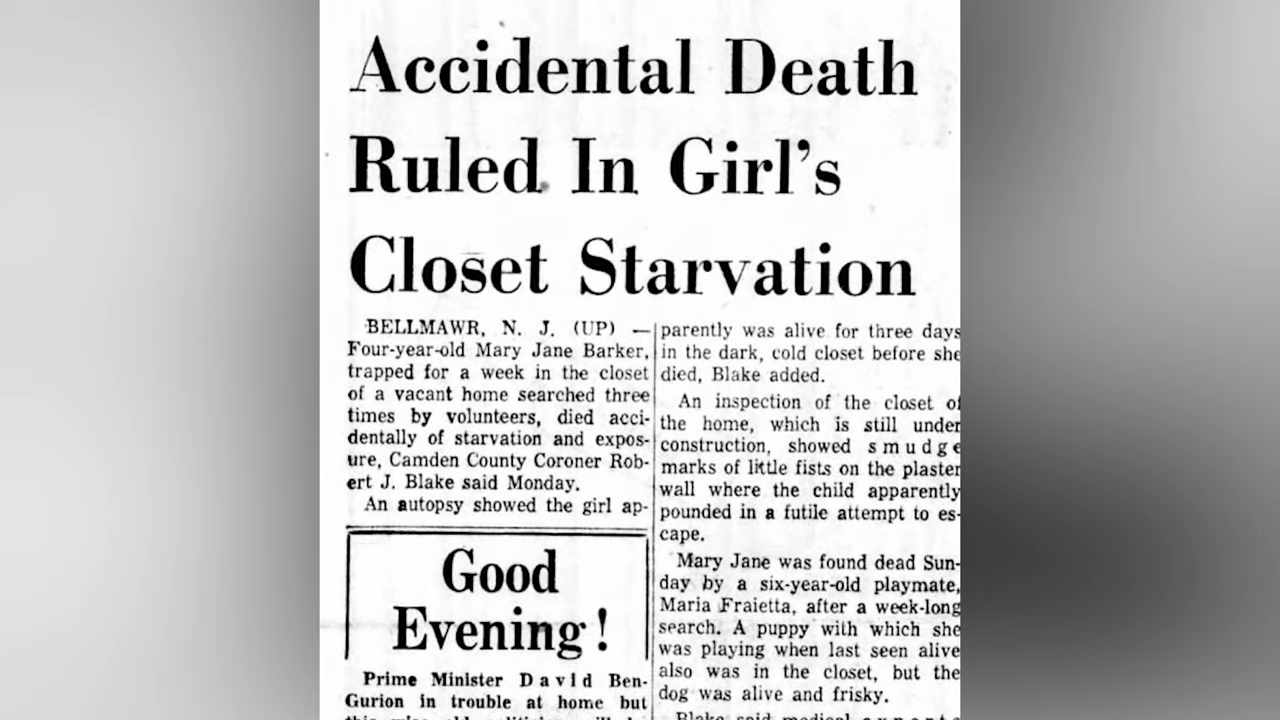 Accidental Death
Ruled In Girl's
Closet Starvation
BELLMAWR, N. J. (UP) —
Four-year-old Mary Jane Barker,
trapped for a week in the closet
of a vacant home searched three
times by volunteers, died acci-
dentally of starvation and expos-
ure, Camden County Coroner Rob-
ert J. Blake said Monday.
An autopsy showed the girl ap-
parently was alive for three days
in the dark, cold closet before she
died, Blake added.
An inspection of the closet of
the home, which is still under
construction, showed smudge
marks of little fists on the plaster
wall where the child apparently
pounded in a futile attempt to es-
cape.
Mary Jane was found dead Sun-
day by a six-year-old playmate,
Maria Fraietta, after a week-long
search. A puppy with which she
was playing when last seen alive
also was in the closet, but the
dog was alive and frisky.
Blake said medical
Good
Evening!
Prime Minister David Ben-
Gurion in trouble at home but